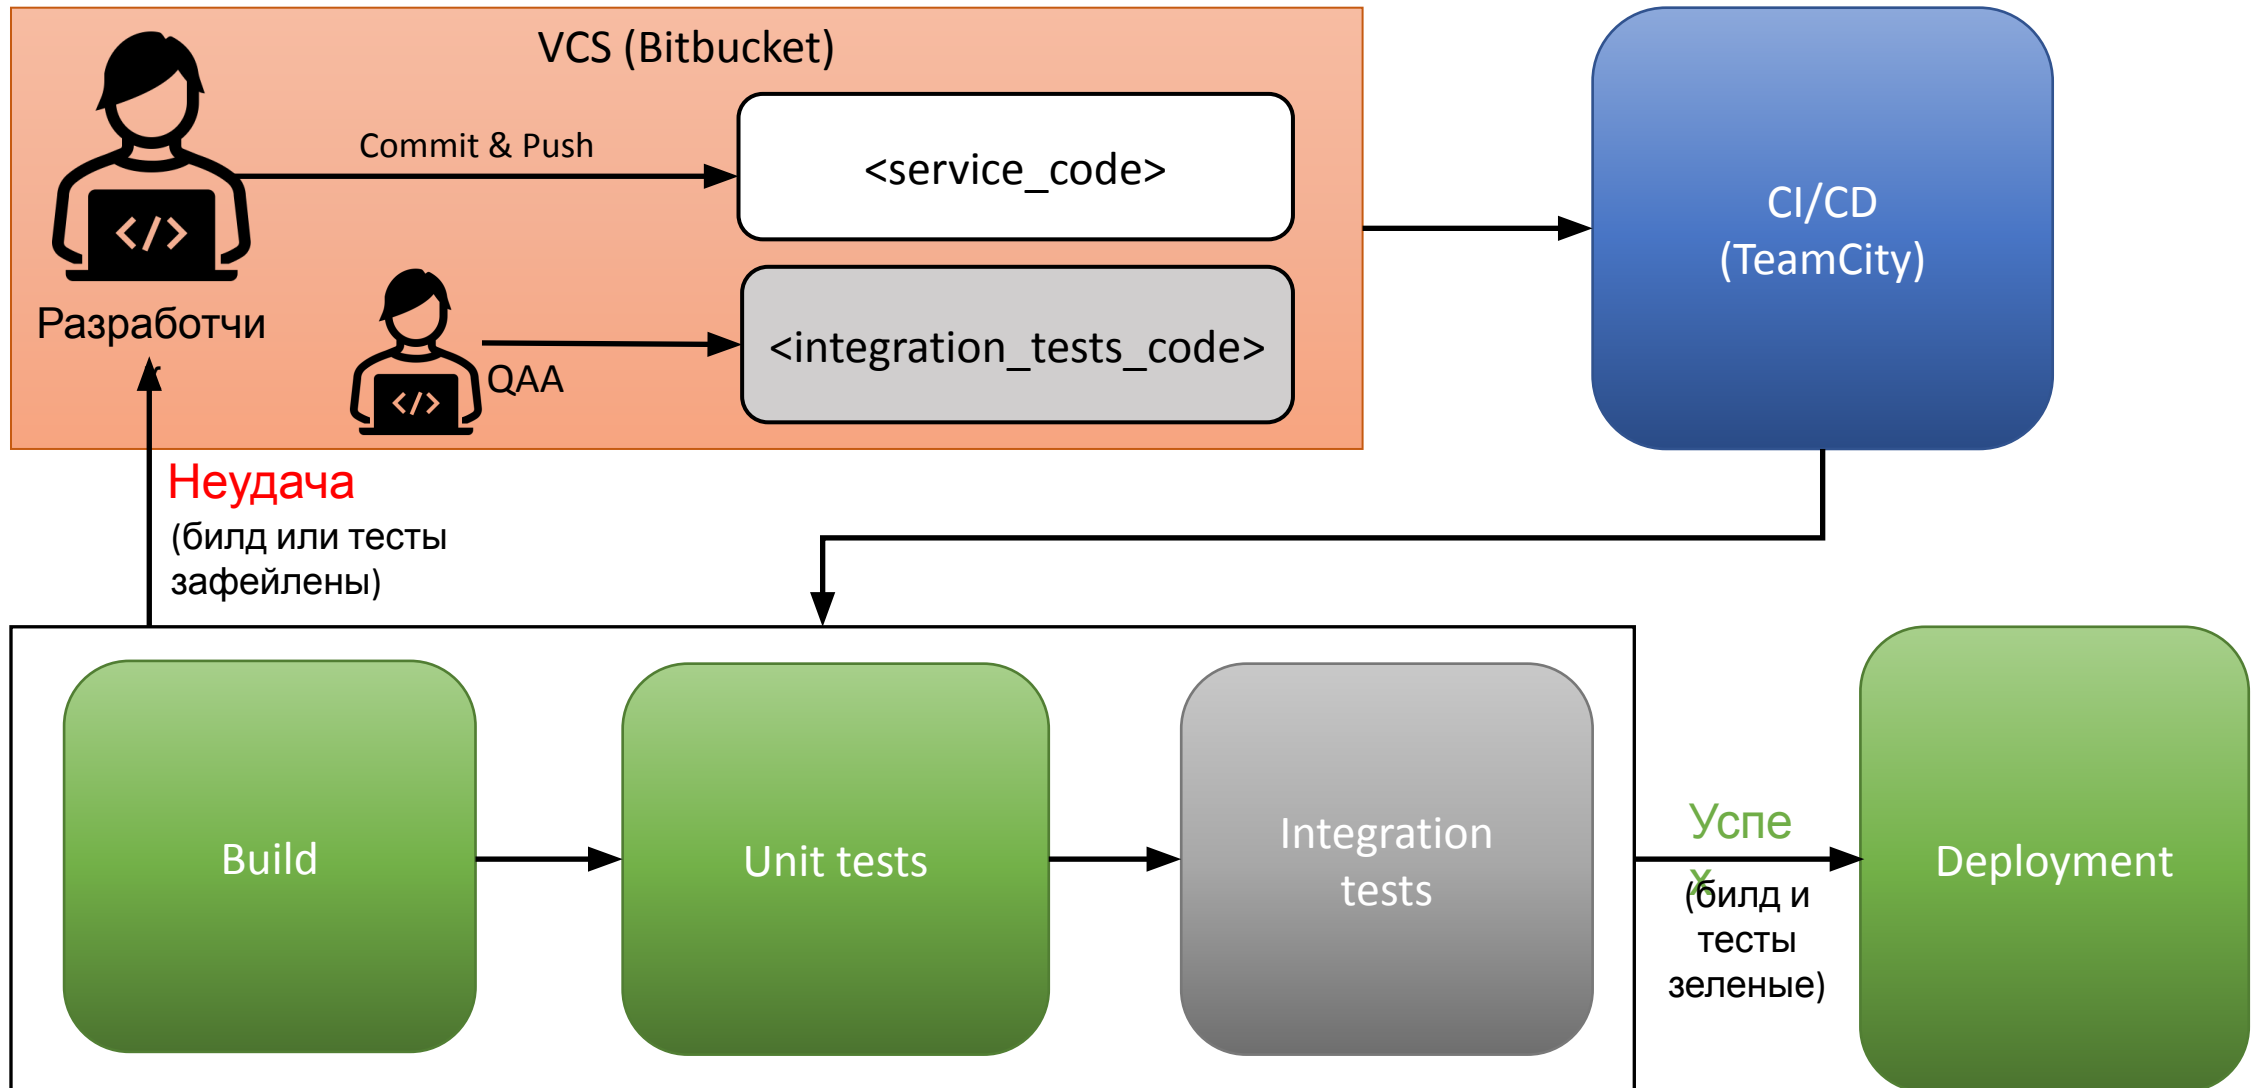 VCS (Bitbucket)
Commit & Push
<service_code>
</>
Разработчи
<integration_tests_code>
QAA
</>
CI/CD
(TeamCity)
Неудача
(билд или тесты
зафейлены)
Build
Unit tests
Integration
tests
Успе
х
(билд и
тесты
зеленые)
Deployment